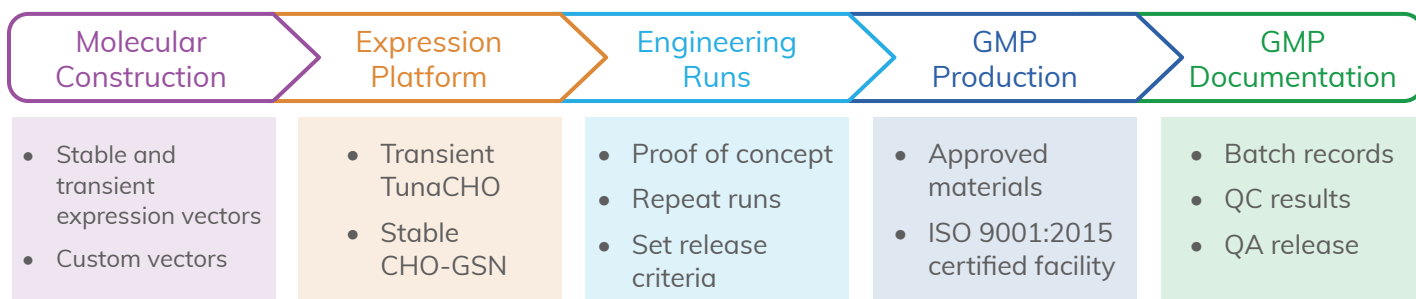 Molecular
Construction
Expression
Platform
Engineering
Runs
GMP
Production
GMP
Documentation
• Stable and
transient
expression vectors
• Custom vectors
• Transient
TunaCHO
• Stable
CHO-GSN
• Proof of concept
• Repeat runs
• Set release
criteria
• Approved
materials
• ISO 9001:2015
certified facility
• Batch records
• QC results
• QA release